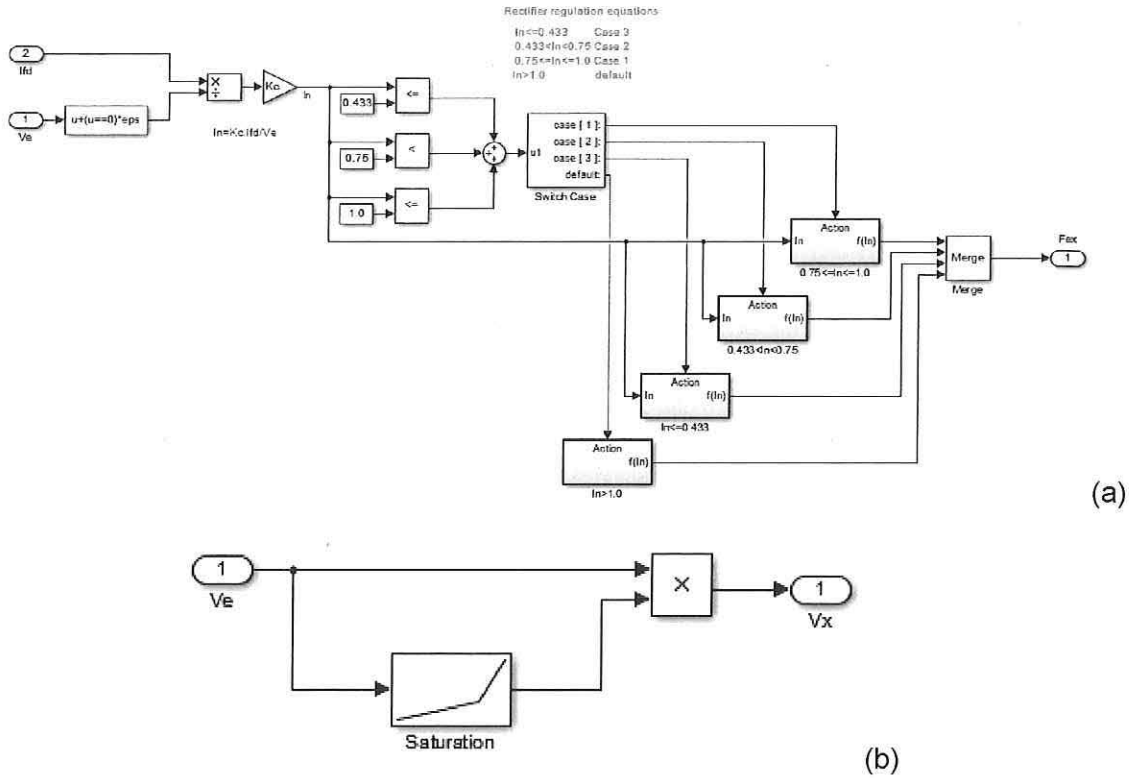 Rectifier regulation equations
In<=0.433 Case 3
0.433<In<0.75 Case 2
0.75<=In<=1.0 Case 1
In>1.0 default
2
Ifd
1
Ve
u+(u==0)*eps
×
÷
Kc
In
In=Kc.Ifd/Ve
0.433
<=
0.75
<
1.0
<=
+
+
+
u1
case [ 1 ]:
case [ 2 ]:
case [ 3 ]:
default:
Switch Case
Action
In f(In)
0.75<=In<=1.0
Action
In f(In)
0.433<In<0.75
Action
In f(In)
In<=0.433
Action
f(In)
In>1.0
Merge
Merge
Fex
1
(a)
1
Ve
×
1
Vx
Saturation
(b)